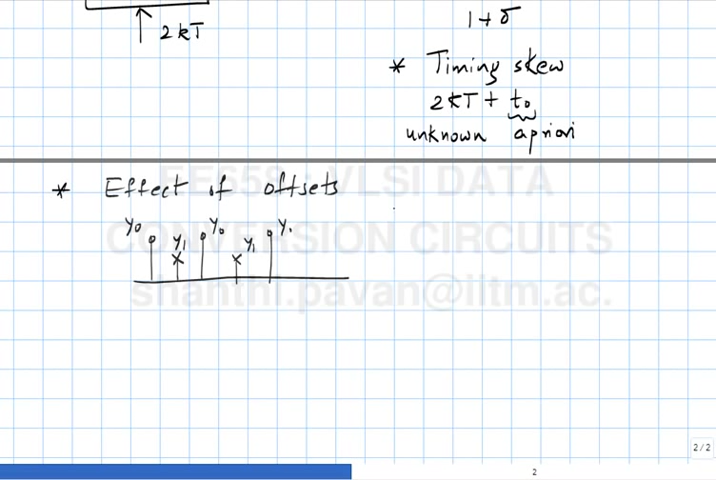 1+δ
2kT
* Timing skew
2kT + t₀
unknown apriori
* Effect of offsets
y₀ y₁ y₀ y₁ y₀
EE658: VLSI DATA
CONVERSION CIRCUITS
shanthi.pavan@iitm.ac.
2/2
2